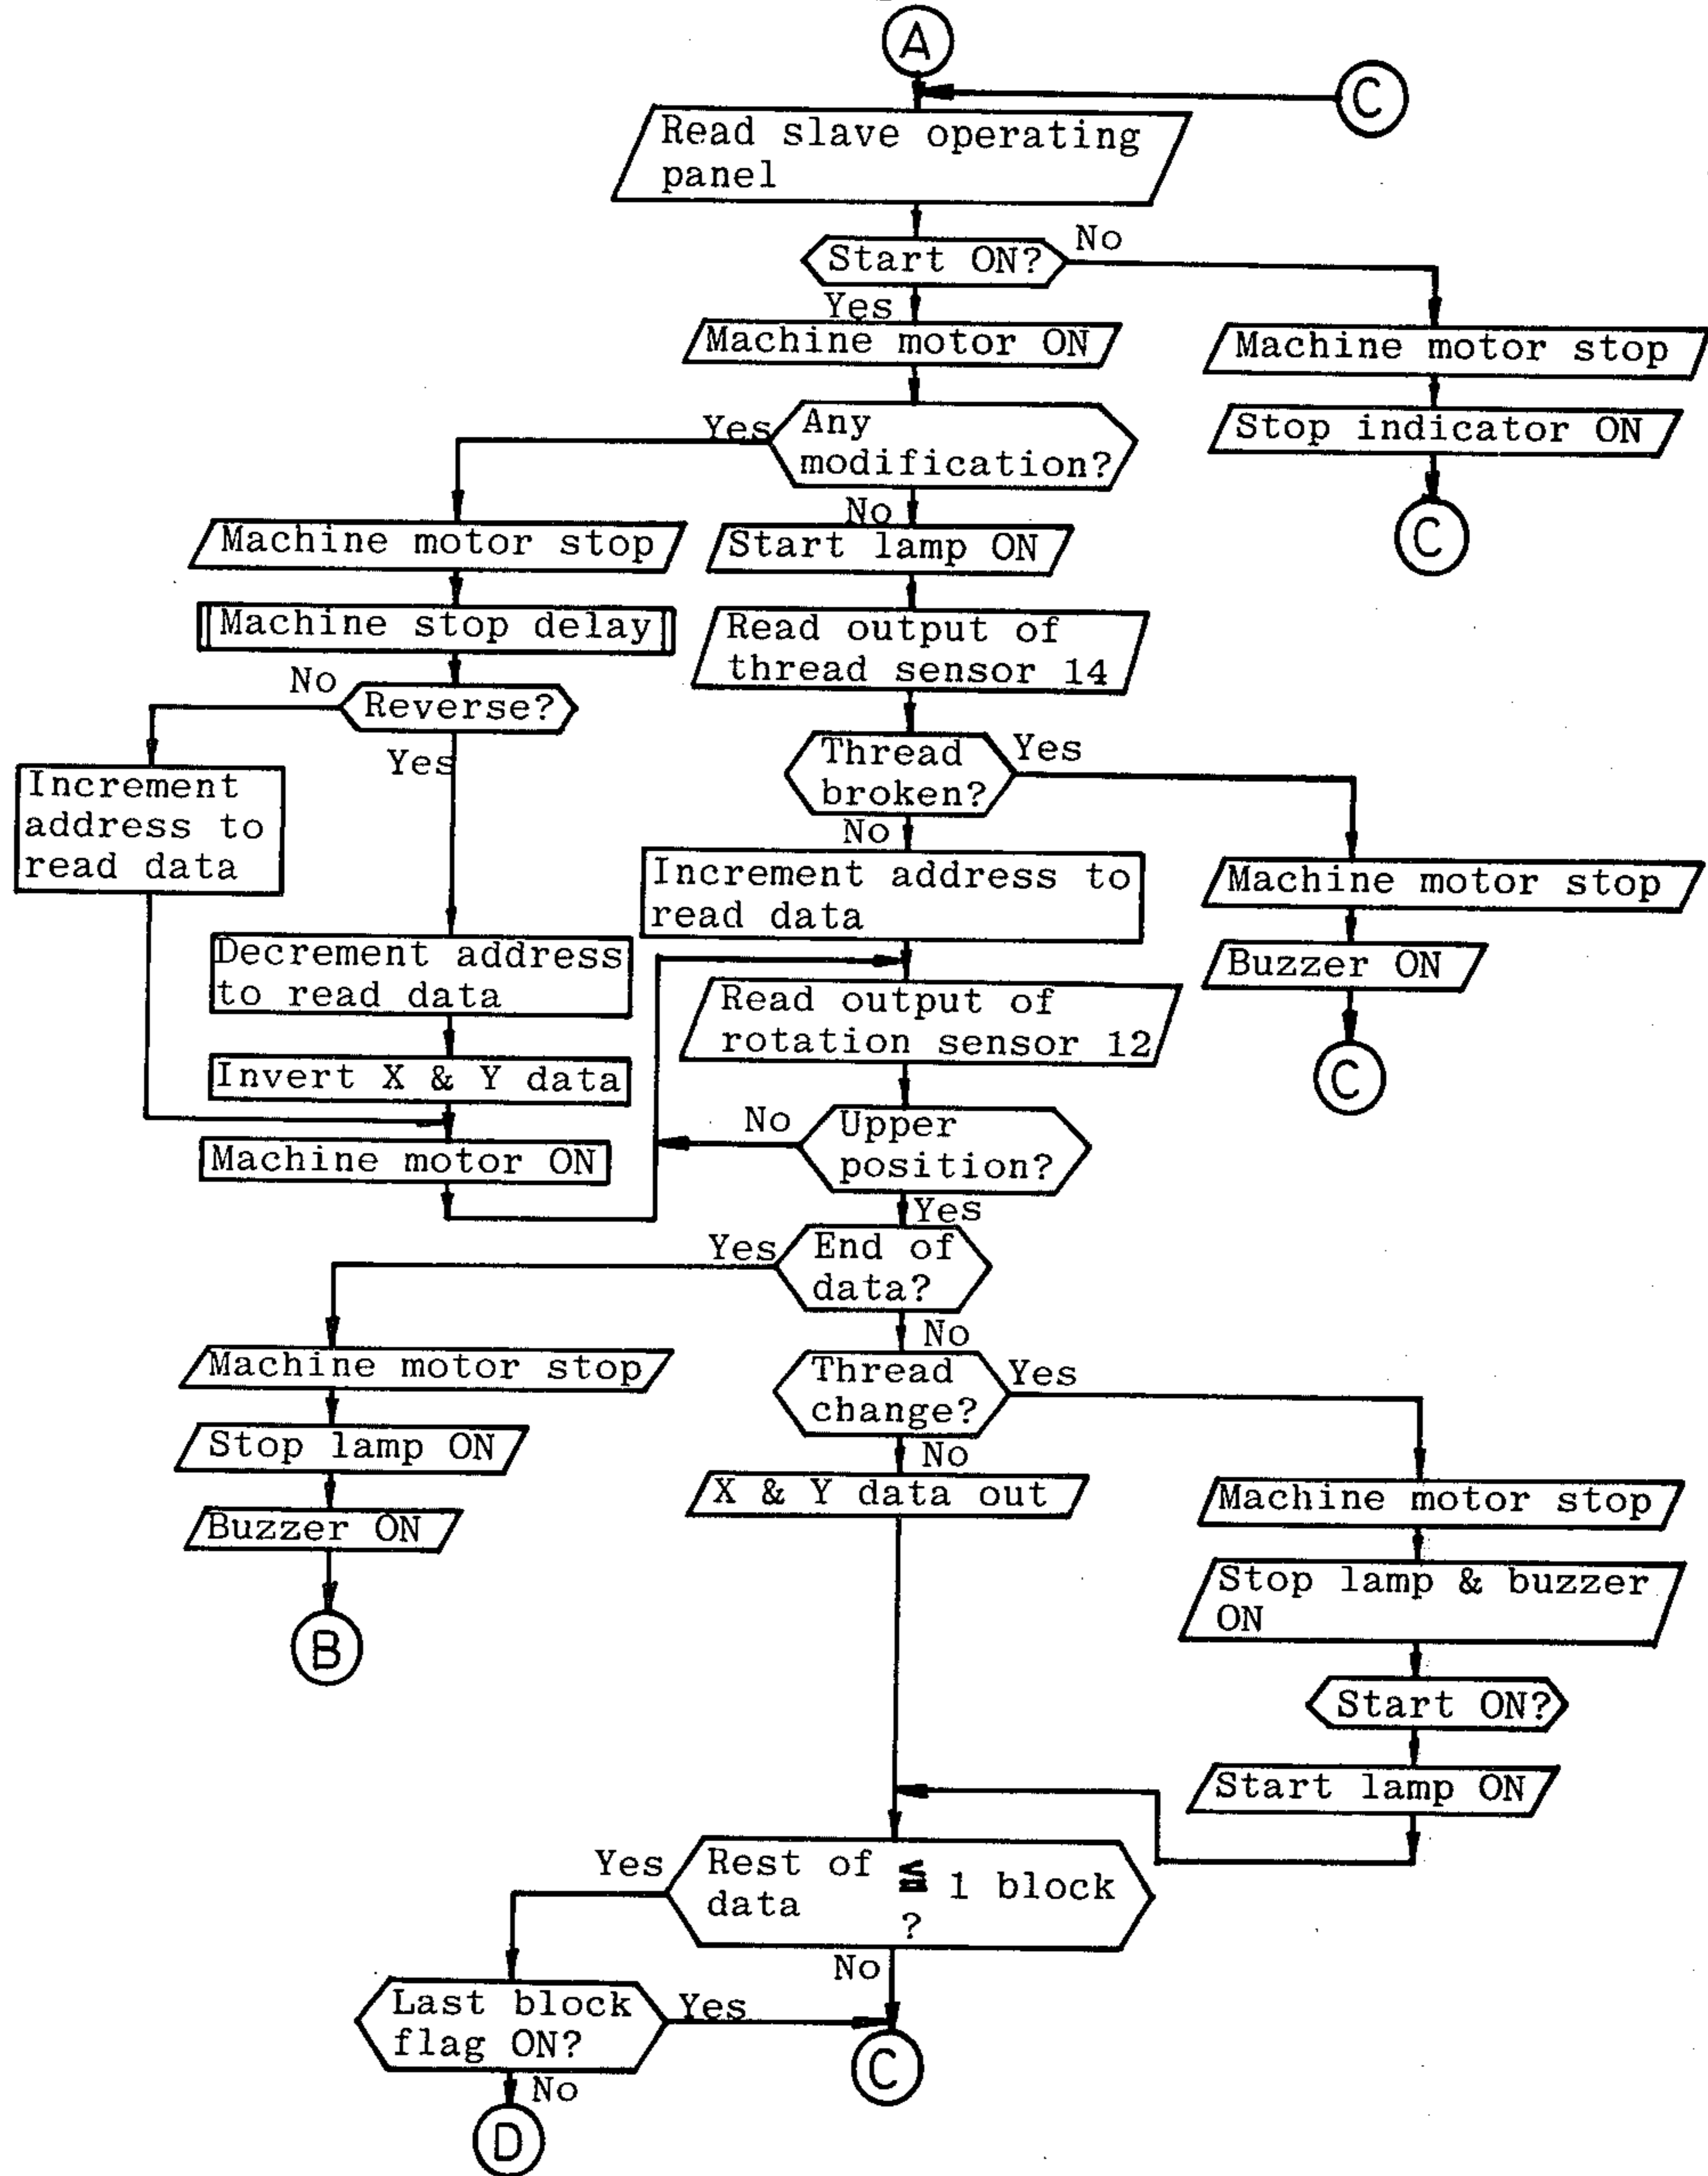 A
C
Read slave operating
panel
Start ON?
No
Yes
Machine motor ON
Machine motor stop
Stop indicator ON
C
Any
modification?
Yes
No
Machine motor stop
Start lamp ON
Machine stop delay
Read output of
thread sensor 14
No
Reverse?
Yes
Thread
broken?
Yes
No
Increment
address to
read data
Increment address to
read data
Machine motor stop
Buzzer ON
C
Decrement address
to read data
Read output of
rotation sensor 12
Invert X & Y data
Machine motor ON
No
Upper
position?
Yes
Yes
End of
data?
No
Machine motor stop
Stop lamp ON
Buzzer ON
B
Thread
change?
Yes
No
X & Y data out
Machine motor stop
Stop lamp & buzzer
ON
Start ON?
Start lamp ON
Yes
Rest of
data
≦ 1 block
?
No
Last block
flag ON?
Yes
C
No
D